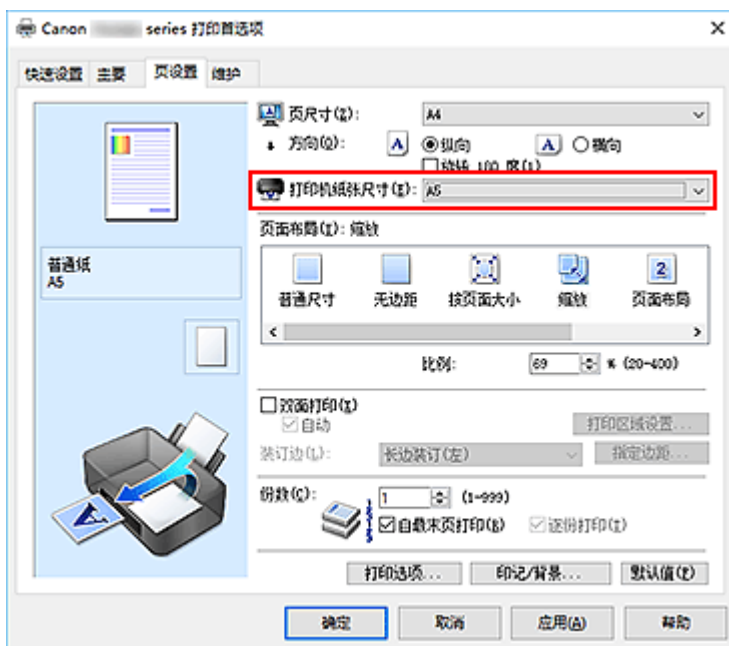 Canon series 打印首选项
快速设置 主要 页设置 维护
页尺寸(Z): A4
方向(O): A 纵向 A 横向
打印机纸张尺寸(E): A5
页面布局(I): 缩放
普通纸
A5
普通尺寸 无边距 按页面大小 缩放 页面布局
比例: 69 % (20-400)
双面打印(X)
自动
打印区域设置...
装订边(L): 长边装订(左) 指定边距...
份数(C): 1 (1-999)
自最末页打印(B) 逐份打印(T)
打印选项... 印记/背景... 默认值(P)
确定 取消 应用(A) 帮助